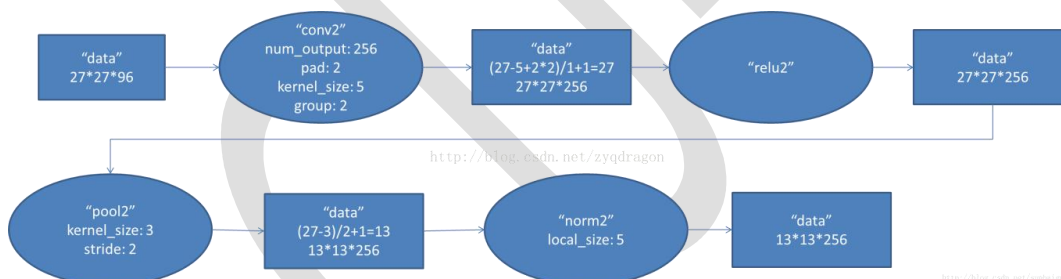 “data”
27*27*96
“conv2”
num_output: 256
pad: 2
kernel_size: 5
group: 2
“data”
(27-5+2*2)/1+1=27
27*27*256
“relu2”
“data”
27*27*256
http://blog.csdn.net/zyqdragon
“pool2”
kernel_size: 3
stride: 2
“data”
(27-3)/2+1=13
13*13*256
“norm2”
local_size: 5
“data”
13*13*256